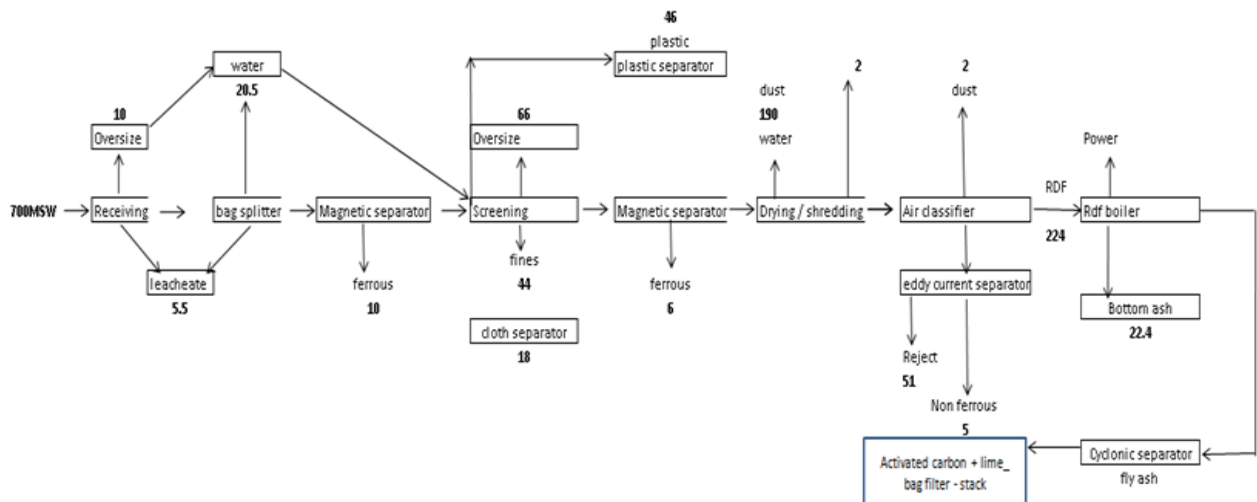 46
plastic
plastic separator
water
20.5
2
2
dust
190
water
dust
10
Oversize
66
Oversize
Power
700MSW
Receiving
bag splitter
Magnetic separator
Screening
Magnetic separator
Drying / shredding
Air classifier
RDF
224
Rdf boiler
leacheate
5.5
ferrous
10
fines
44
ferrous
6
eddy current separator
Bottom ash
22.4
cloth separator
18
Reject
51
Non ferrous
5
Activated carbon + lime_
bag filter - stack
Cyclonic separator
fly ash